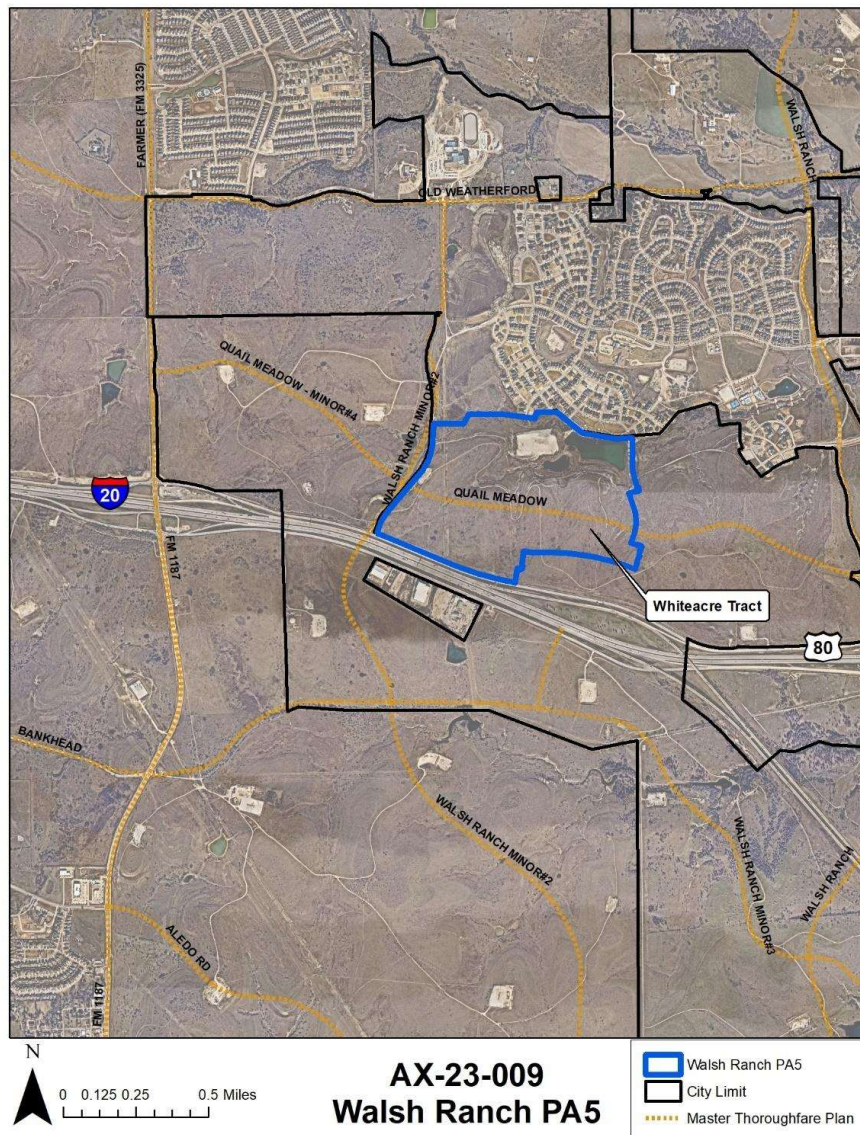 FARMER (FM 3325)
WALSH RANCH
OLD WEATHERFORD
QUAIL MEADOW - MINOR#4
WALSH RANCH MINOR#2
20
QUAIL MEADOW
FM 1187
Whiteacre Tract
80
BANKHEAD
WALSH RANCH MINOR#2
WALSH RANCH MINOR#3
WALSH RANCH
ALEDO RD
FM 1187
N
0 0.125 0.25 0.5 Miles
AX-23-009
Walsh Ranch PA5
Walsh Ranch PA5
City Limit
Master Thoroughfare Plan